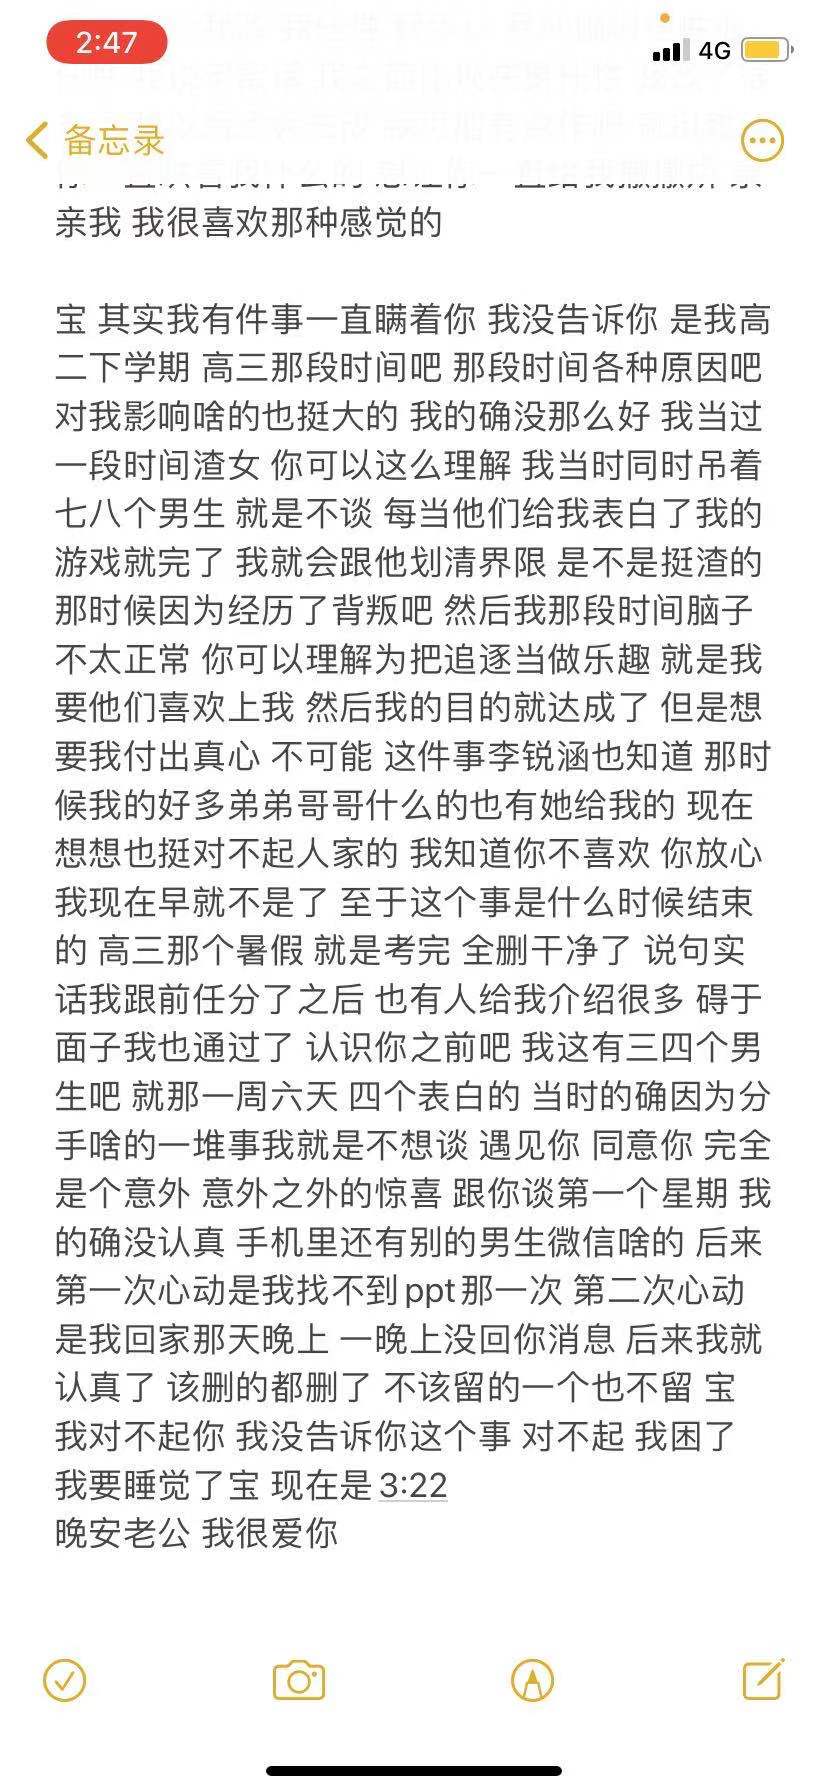 2:47
4G
备忘录
亲我 我很喜欢那种感觉的
宝 其实我有件事一直瞒着你 我没告诉你 是我高
二下学期 高三那段时间吧 那段时间各种原因吧
对我影响啥的也挺大的 我的确没那么好 我当过
一段时间渣女 你可以这么理解 我当时同时吊着
七八个男生 就是不谈 每当他们给我表白了我的
游戏就完了 我就会跟他划清界限 是不是挺渣的
那时候因为经历了背叛吧 然后我那段时间脑子
不太正常 你可以理解为把追逐当做乐趣 就是我
要他们喜欢上我 然后我的目的就达成了 但是想
要我付出真心 不可能 这件事李锐涵也知道 那时
候我的好多弟弟哥哥什么的也有她给我的 现在
想想也挺对不起人家的 我知道你不喜欢 你放心
我现在早就不是了 至于这个事是什么时候结束
的 高三那个暑假 就是考完 全删干净了 说句实
话我跟前任分了之后 也有人给我介绍很多 碍于
面子我也通过了 认识你之前吧 我这有三四个男
生吧 就那一周六天 四个表白的 当时的确因为分
手啥的一堆事我就是不想谈 遇见你 同意你 完全
是个意外 意外之外的惊喜 跟你谈第一个星期 我
的确没认真 手机里还有别的男生微信啥的 后来
第一次心动是我找不到ppt那一次 第二次心动
是我回家那天晚上 一晚上没回你消息 后来我就
认真了 该删的都删了 不该留的一个也不留 宝
我对不起你 我没告诉你这个事 对不起 我困了
我要睡觉了宝 现在是3:22
晚安老公 我很爱你